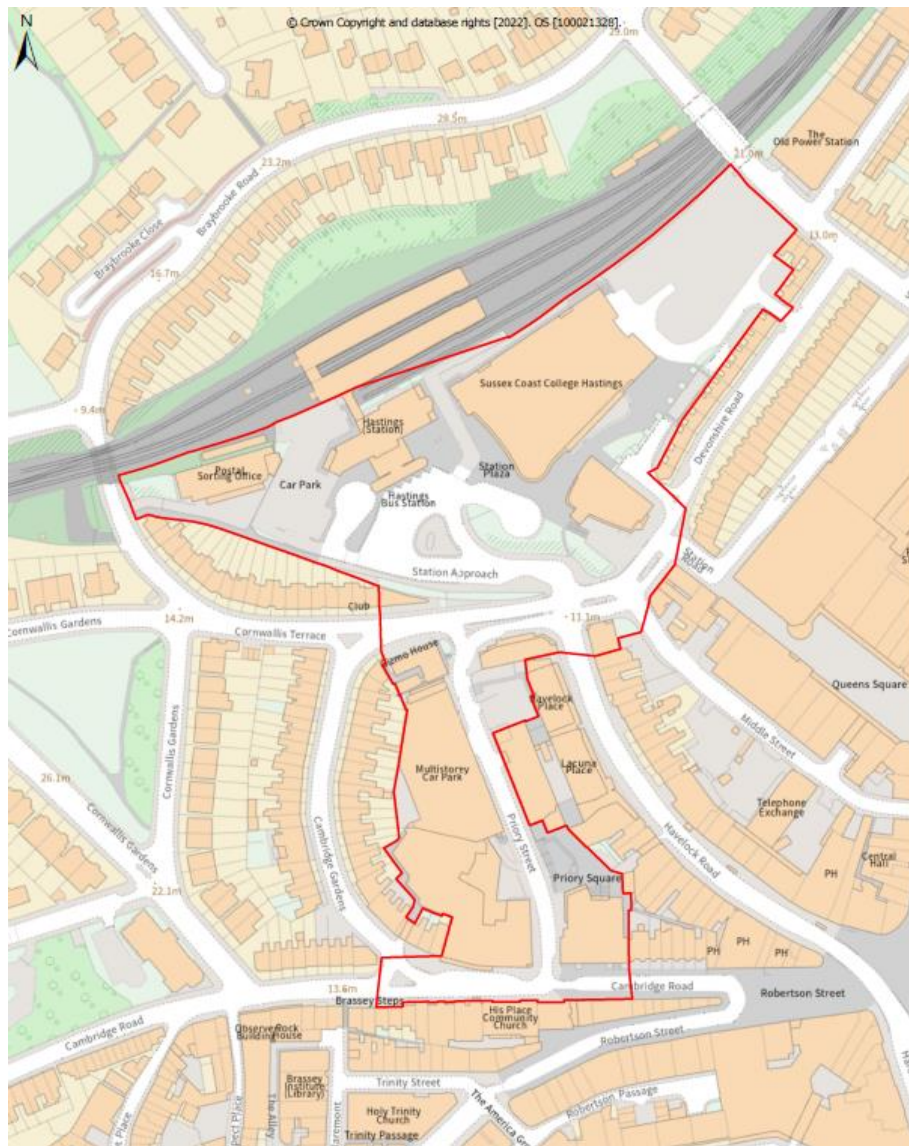 © Crown Copyright and database rights [2022]. OS [100021328].
N
28.5m
23.2m
21.0m
The
Old Power Station
13.0m
Braybrooke Road
Braybrooke Close
16.7m
9.4m
Sussex Coast College Hastings
Devonshire Road
Hastings
(Station)
Postal
Sorting Office
Car Park
Station
Plaza
Hastings
Bus Station
Station Approach
Station
Road
Club
11.1m
14.2m
Cornwallis Gardens
Cornwallis Terrace
Queens Square
Havelock
Place
Middle Street
Cornwallis Gardens
Multistorey
Car Park
Lacuna
Place
Telephone
Exchange
26.1m
Cornwallis Gardens
Cambridge Gardens
Priory Street
Havelock Road
Central
Hall
PH
PH
22.1m
Priory Square
PH
PH
PH
13.6m
Brassey Steps
Cambridge Road
Robertson Street
Cambridge Road
Observer
Building
Rock
House
His Place
Community
Church
Robertson Street
Brassey
Institute
(Library)
The Alley
Trinity Street
Robertson Passage
Holy Trinity
Church
Trinity Passage